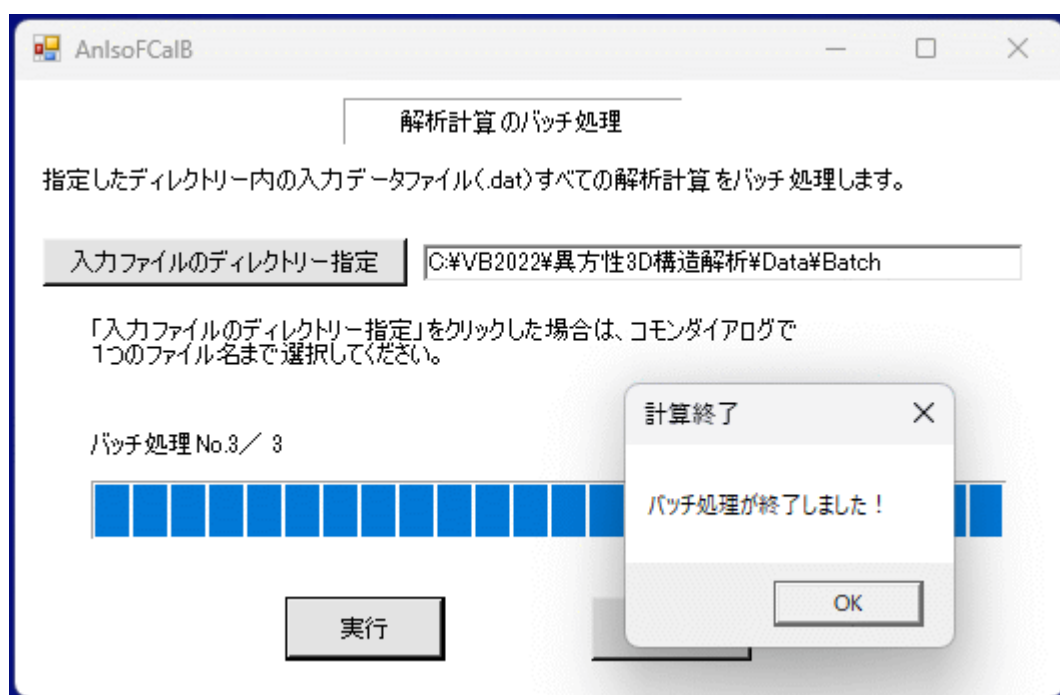 AnIsoFCalB
解析計算のバッチ処理
指定したディレクトリー内の入力データファイル(.dat)すべての解析計算をバッチ処理します。
入力ファイルのディレクトリー指定
C:¥VB2022¥異方性3D構造解析¥Data¥Batch
「入力ファイルのディレクトリー指定」をクリックした場合は、コモンダイアログで
1つのファイル名まで選択してください。
計算終了
バッチ処理No.3／ 3
バッチ処理が終了しました！
OK
実行